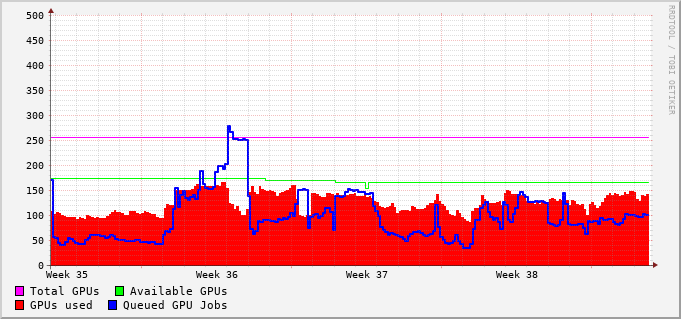 500
450
400
350
300
250
200
150
100
50
0
Week 35 Week 36 Week 37 Week 38
Total GPUs Available GPUs
GPUs used Queued GPU Jobs
RRDTOOL / TOBI OETIKER